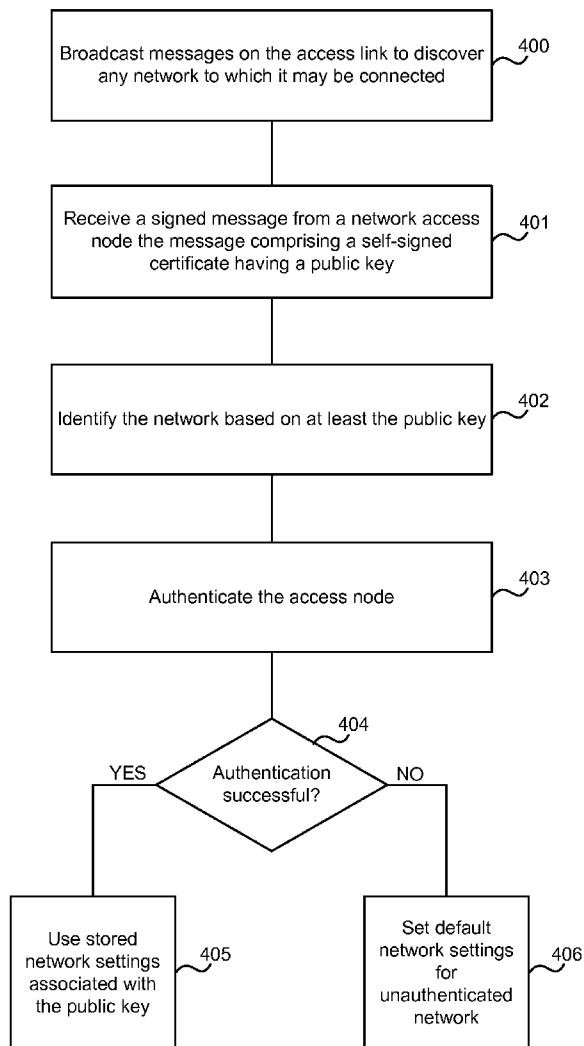 Broadcast messages on the access link to discover
any network to which it may be connected
400
Receive a signed message from a network access
node the message comprising a self-signed
certificate having a public key
401
Identify the network based on at least the public key
402
Authenticate the access node
403
404
Authentication
successful?
YES
NO
Use stored
network settings
associated with
the public key
405
Set default
network settings
for
unauthenticated
network
406